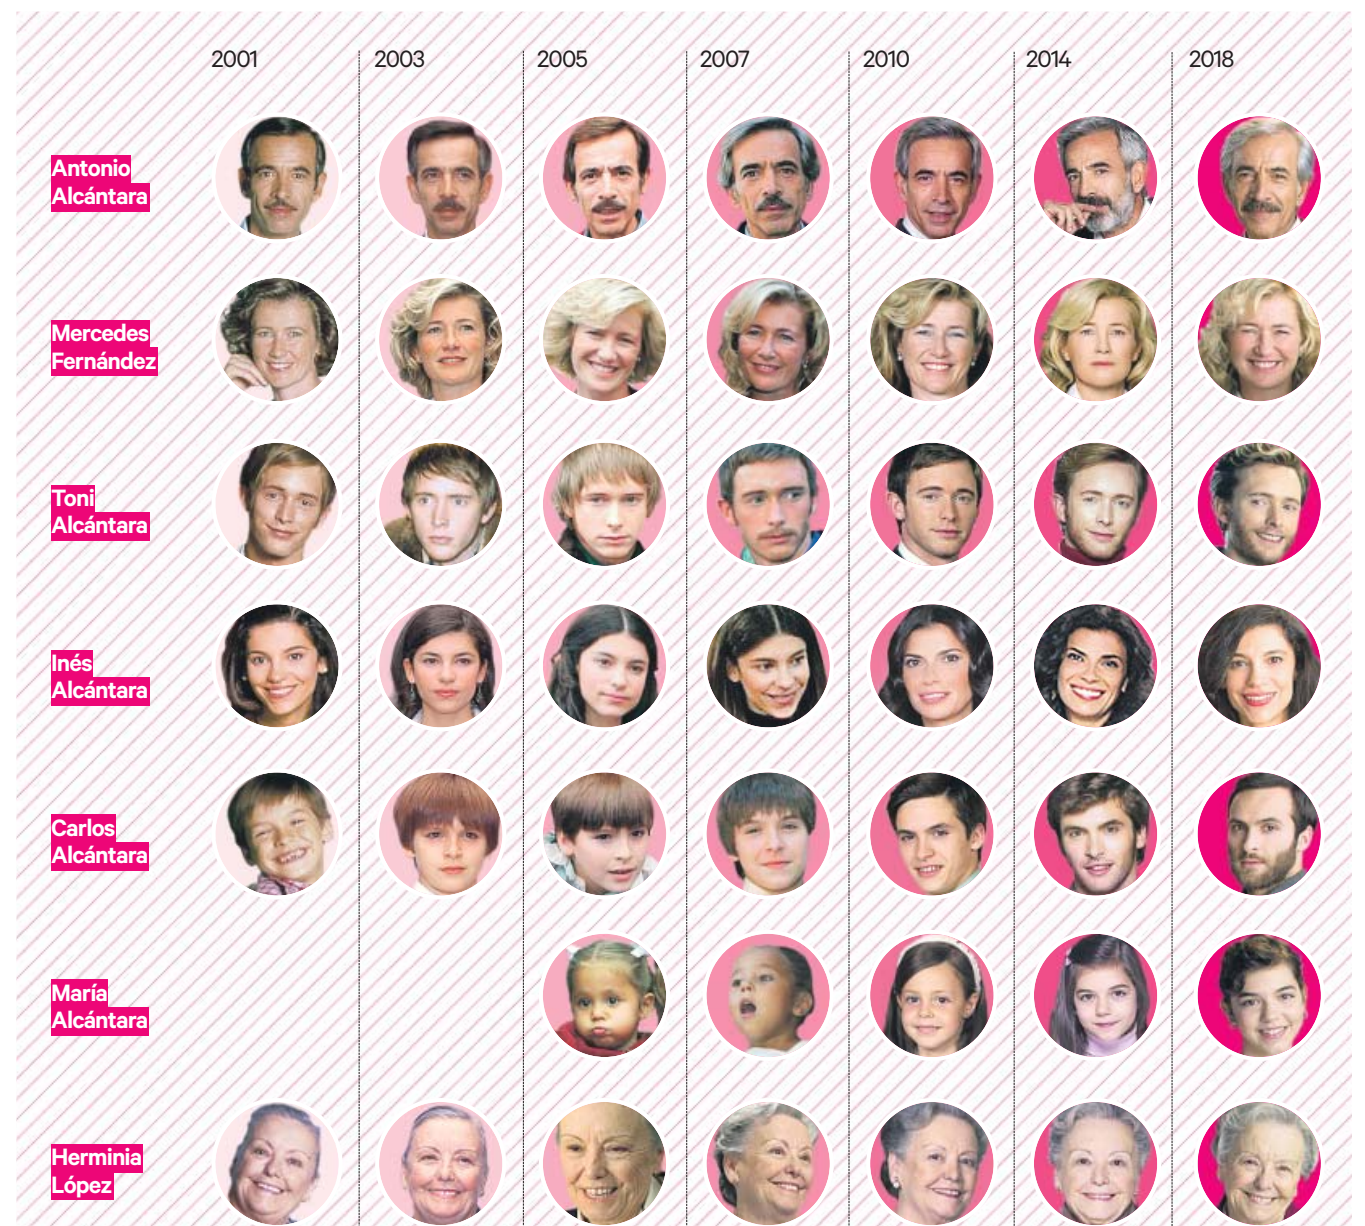 2001 2003 2005 2007 2010 2014 2018
Antonio
Alcántara
Mercedes
Fernández
Toni
Alcántara
Inés
Alcántara
Carlos
Alcántara
María
Alcántara
Herminia
López